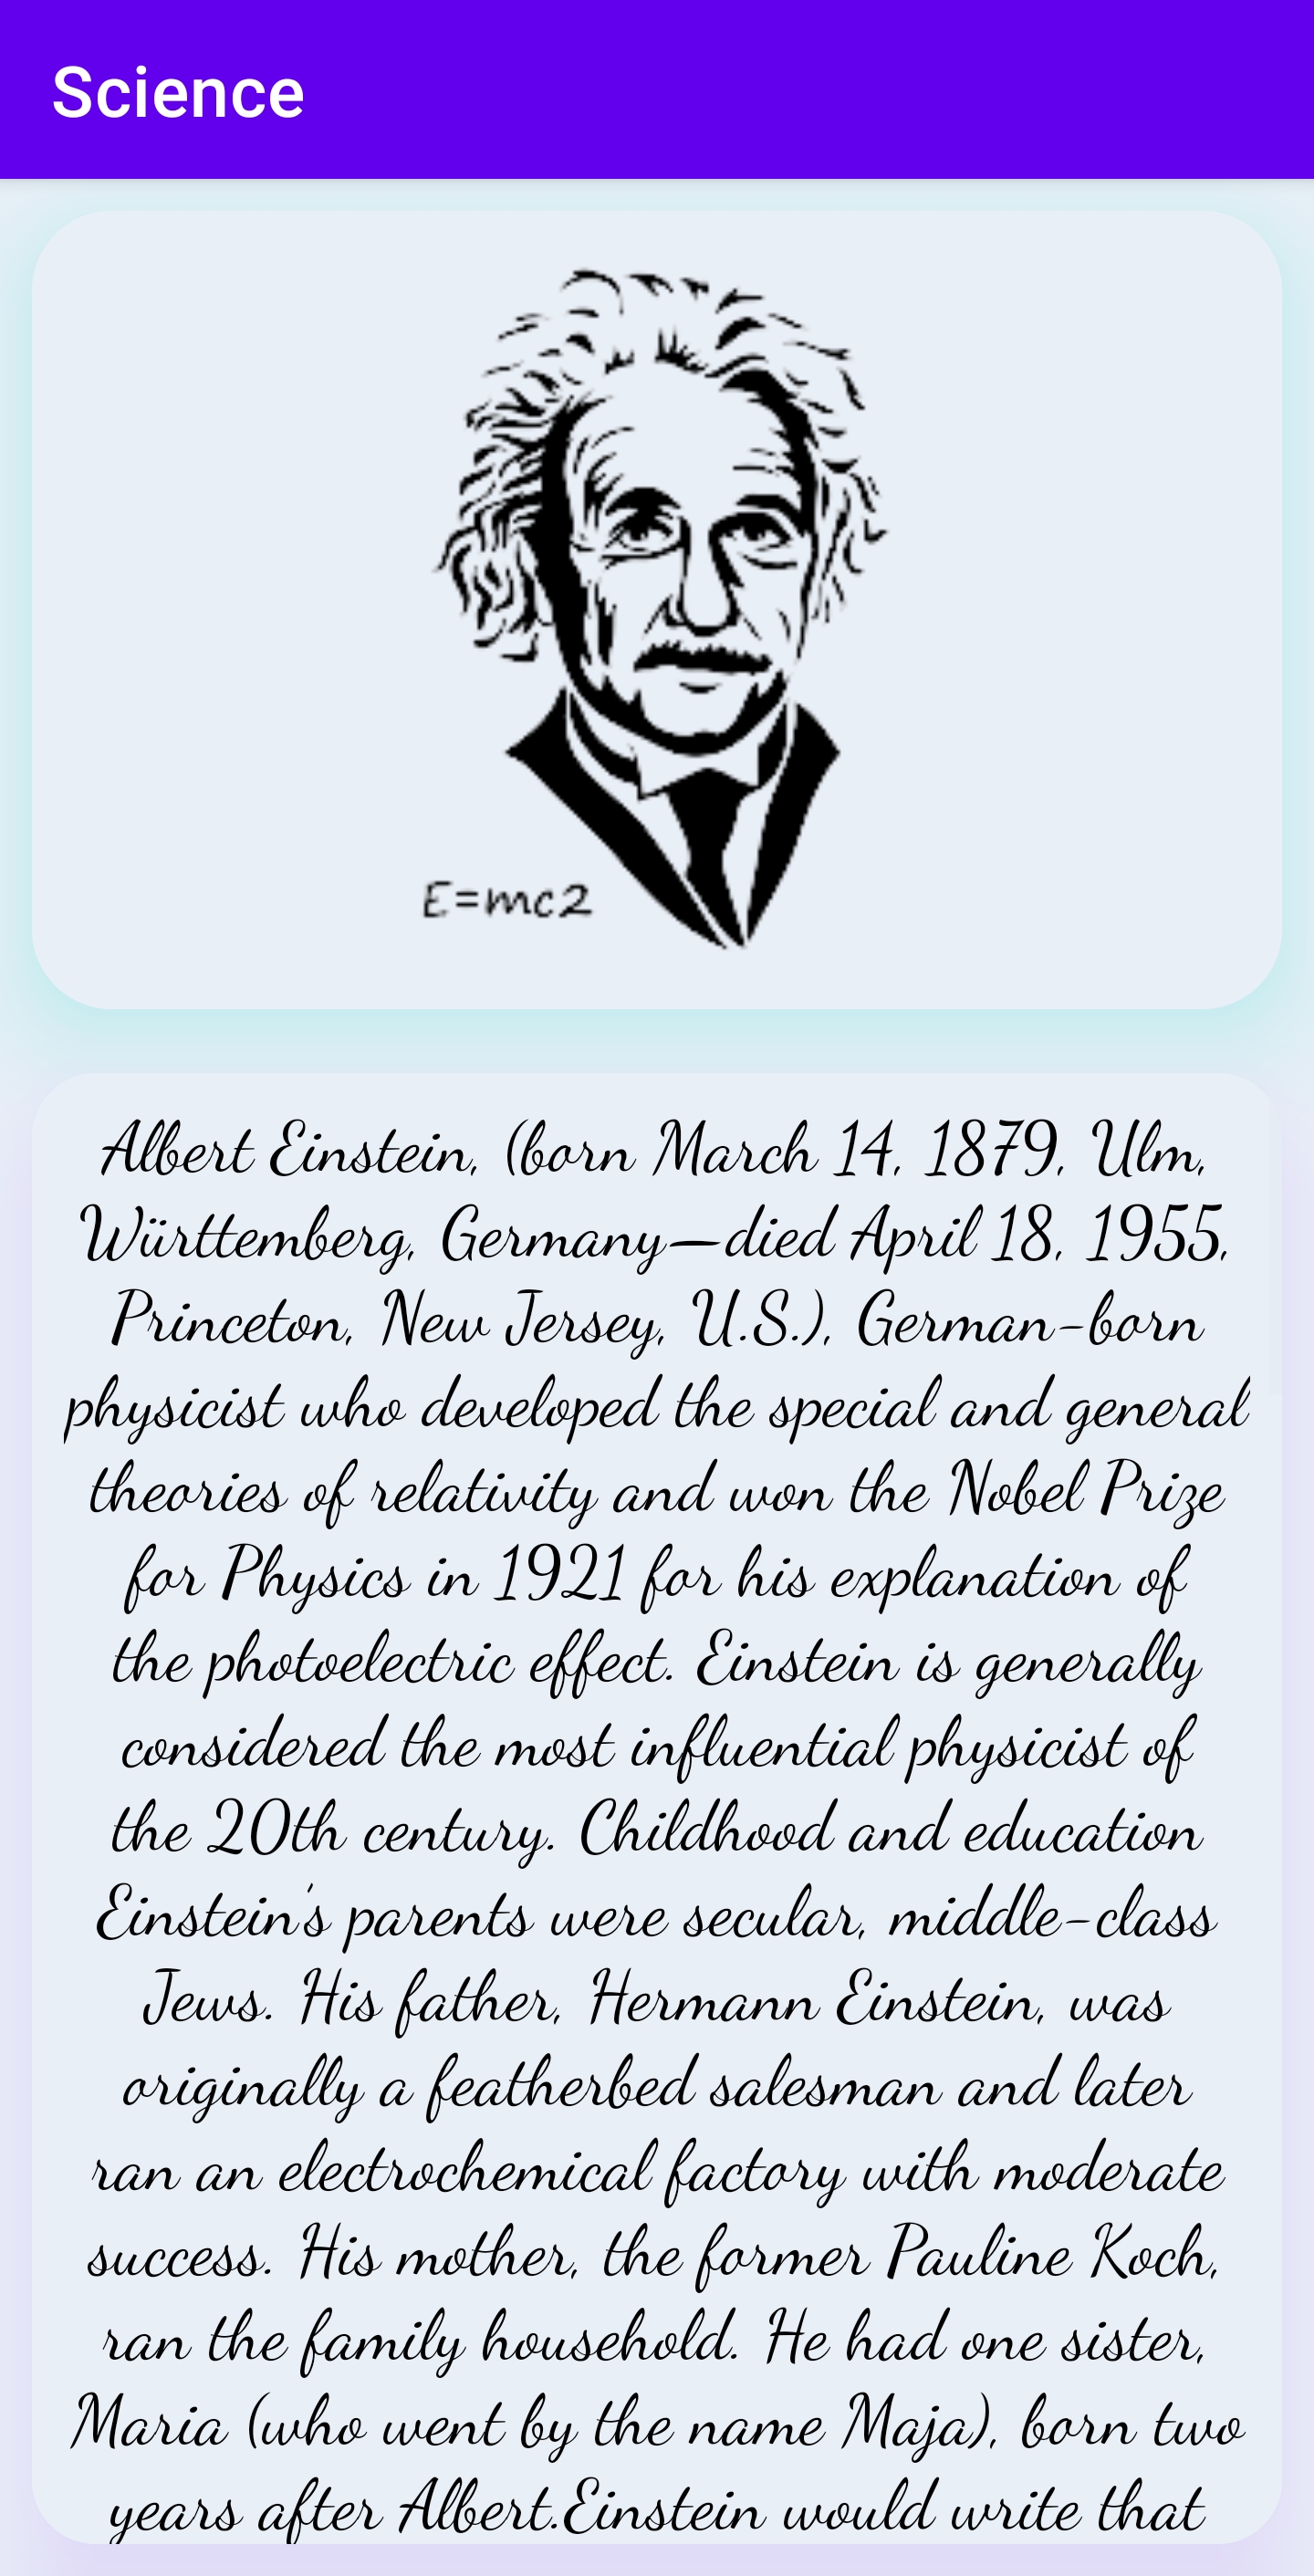 Science
E=mc2
Albert Einstein, (born March 14, 1879, Ulm,
Württemberg, Germany—died April 18, 1955,
Princeton, New Jersey, U.S.), German-born
physicist who developed the special and general
theories of relativity and won the Nobel Prize
for Physics in 1921 for his explanation of
the photoelectric effect. Einstein is generally
considered the most influential physicist of
the 20th century. Childhood and education
Einstein's parents were secular, middle-class
Jews. His father, Hermann Einstein, was
originally a featherbed salesman and later
ran an electrochemical factory with moderate
success. His mother, the former Pauline Koch,
ran the family household. He had one sister,
Maria (who went by the name Maja), born two
years after Albert.Einstein would write that